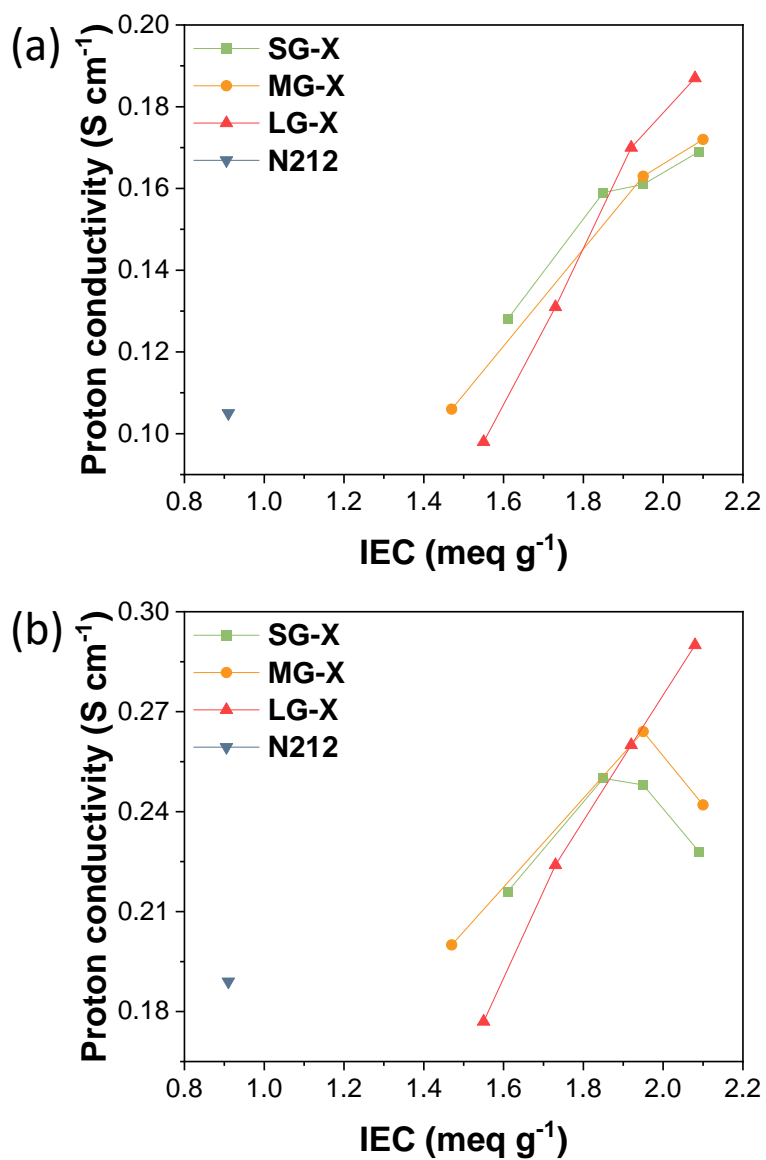 (a)
SG-X
MG-X
LG-X
N212
Proton conductivity (S cm⁻¹)
0.20
0.18
0.16
0.14
0.12
0.10
0.8 1.0 1.2 1.4 1.6 1.8 2.0 2.2
IEC (meq g⁻¹)
(b)
SG-X
MG-X
LG-X
N212
Proton conductivity (S cm⁻¹)
0.30
0.27
0.24
0.21
0.18
0.8 1.0 1.2 1.4 1.6 1.8 2.0 2.2
IEC (meq g⁻¹)